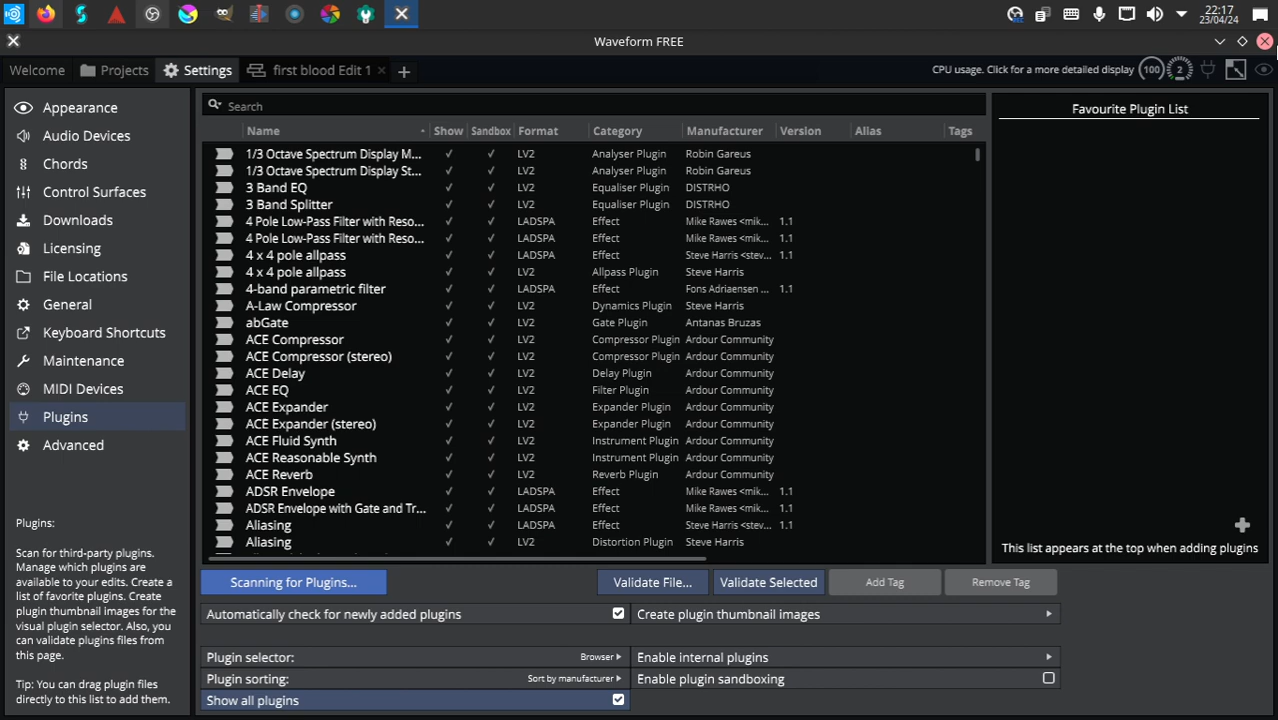 22:17
23/04/24
Waveform FREE
Welcome
Projects
Settings
first blood Edit 1
CPU usage. Click for a more detailed display
100
2
Appearance
Audio Devices
Chords
Control Surfaces
Downloads
Licensing
File Locations
General
Keyboard Shortcuts
Maintenance
MIDI Devices
Plugins
Advanced
Plugins:
Scan for third-party plugins.
Manage which plugins are
available to your edits. Create a
list of favorite plugins. Create
plugin thumbnail images for the
visual plugin selector. Also, you
can validate plugins files from
this page.
Tip: You can drag plugin files
directly to this list to add them.
Search
Name Show Sandbox Format Category Manufacturer Version Alias Tags
1/3 Octave Spectrum Display M... ✓ ✓ LV2 Analyser Plugin Robin Gareus
1/3 Octave Spectrum Display St... ✓ ✓ LV2 Analyser Plugin Robin Gareus
3 Band EQ ✓ ✓ LV2 Equaliser Plugin DISTRHO
3 Band Splitter ✓ ✓ LV2 Equaliser Plugin DISTRHO
4 Pole Low-Pass Filter with Reso... ✓ ✓ LADSPA Effect Mike Rawes <mik... 1.1
4 Pole Low-Pass Filter with Reso... ✓ ✓ LADSPA Effect Mike Rawes <mik... 1.1
4 x 4 pole allpass ✓ ✓ LADSPA Effect Steve Harris <stev... 1.1
4 x 4 pole allpass ✓ ✓ LV2 Allpass Plugin Steve Harris
4-band parametric filter ✓ ✓ LADSPA Effect Fons Adriaensen ... 1.1
A-Law Compressor ✓ ✓ LV2 Dynamics Plugin Steve Harris
abGate ✓ ✓ LV2 Gate Plugin Antanas Bruzas
ACE Compressor ✓ ✓ LV2 Compressor Plugin Ardour Community
ACE Compressor (stereo) ✓ ✓ LV2 Compressor Plugin Ardour Community
ACE Delay ✓ ✓ LV2 Delay Plugin Ardour Community
ACE EQ ✓ ✓ LV2 Filter Plugin Ardour Community
ACE Expander ✓ ✓ LV2 Expander Plugin Ardour Community
ACE Expander (stereo) ✓ ✓ LV2 Expander Plugin Ardour Community
ACE Fluid Synth ✓ ✓ LV2 Instrument Plugin Ardour Community
ACE Reasonable Synth ✓ ✓ LV2 Instrument Plugin Ardour Community
ACE Reverb ✓ ✓ LV2 Reverb Plugin Ardour Community
ADSR Envelope ✓ ✓ LADSPA Effect Mike Rawes <mik... 1.1
ADSR Envelope with Gate and Tr... ✓ ✓ LADSPA Effect Mike Rawes <mik... 1.1
Aliasing ✓ ✓ LADSPA Effect Steve Harris <stev... 1.1
Aliasing ✓ ✓ LV2 Distortion Plugin Steve Harris
Favourite Plugin List
This list appears at the top when adding plugins
Scanning for Plugins...
Validate File...
Validate Selected
Add Tag
Remove Tag
Automatically check for newly added plugins
Create plugin thumbnail images
Plugin selector: Browser
Enable internal plugins
Plugin sorting: Sort by manufacturer
Enable plugin sandboxing
Show all plugins